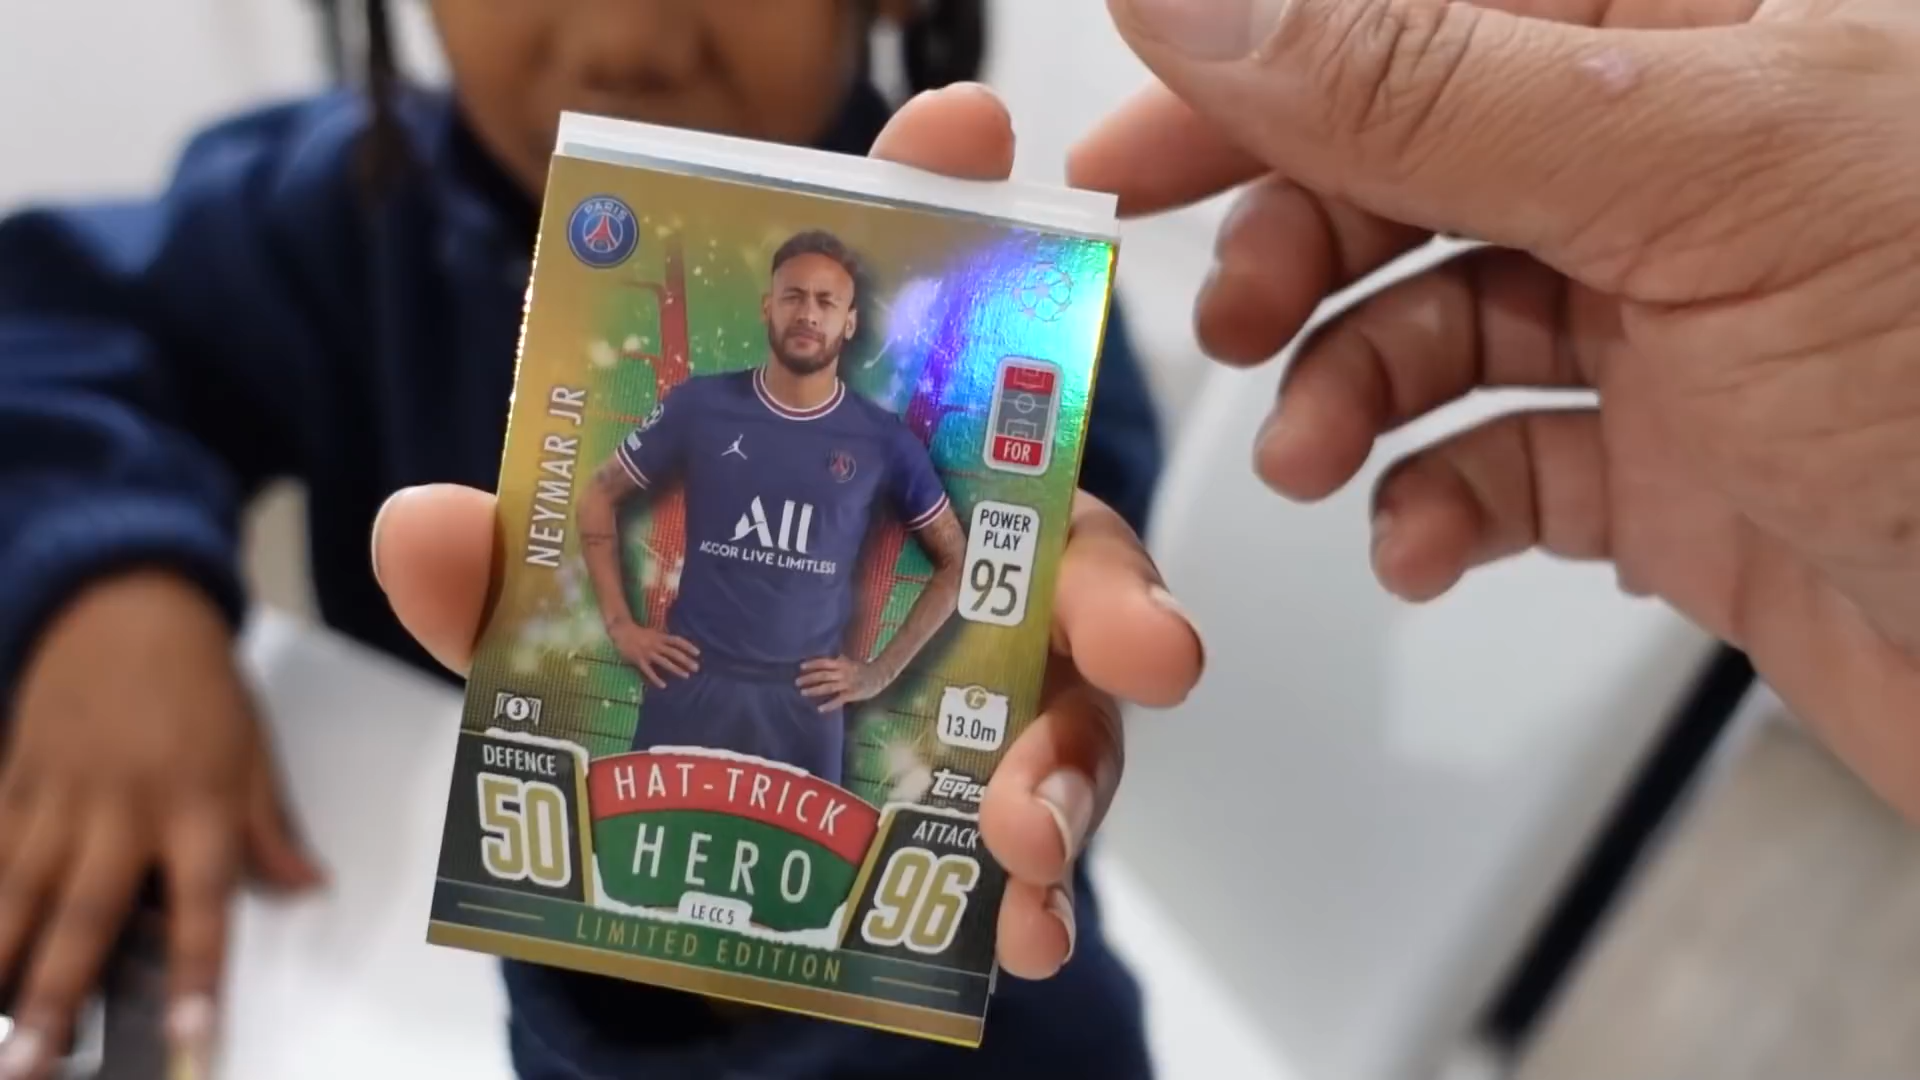 PARIS
NEYMAR JR
FOR
POWER
PLAY
95
All
ACCOR LIVE LIMITLESS
3
13.0m
topps
DEFENCE
50
HAT-TRICK
HERO
ATTACK
96
LE CC 5
LIMITED EDITION